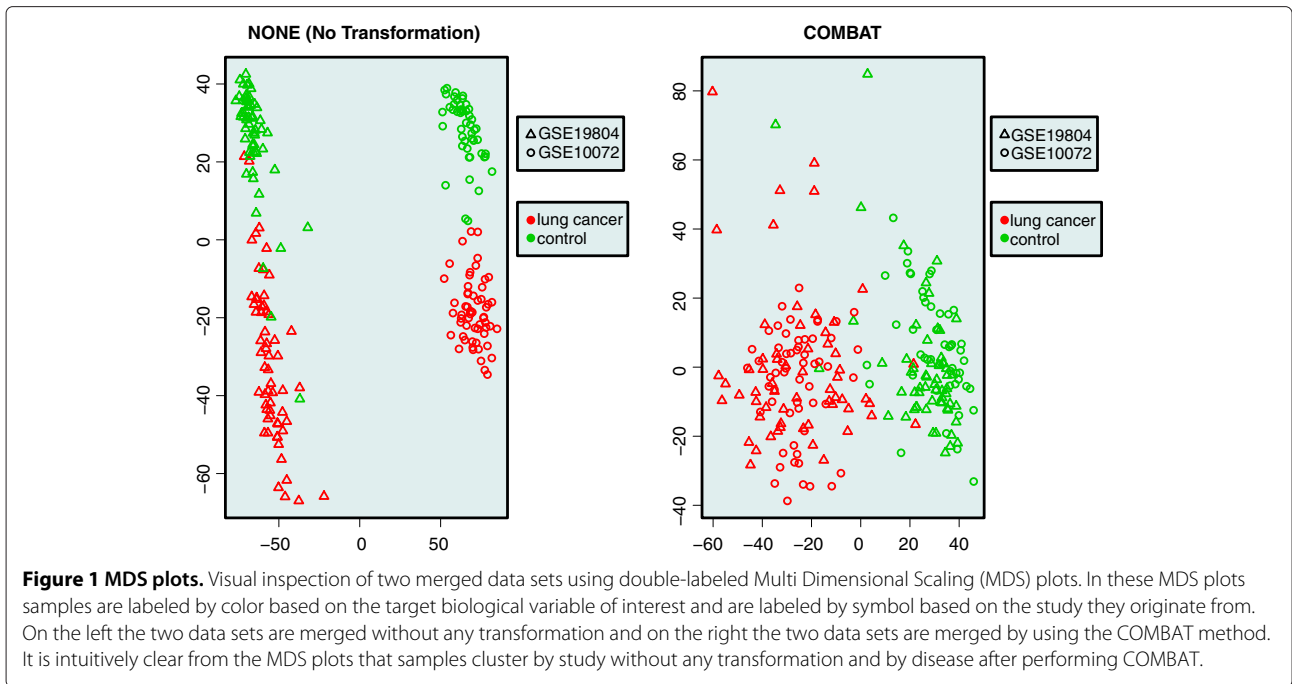 NONE (No Transformation)
40
20
0
−20
−40
−60
−50
0
50
GSE19804
GSE10072
lung cancer
control
COMBAT
80
60
40
20
0
−20
−40
−60
−40
−20
0
20
40
GSE19804
GSE10072
lung cancer
control
Figure 1 MDS plots. Visual inspection of two merged data sets using double-labeled Multi Dimensional Scaling (MDS) plots. In these MDS plots
samples are labeled by color based on the target biological variable of interest and are labeled by symbol based on the study they originate from.
On the left the two data sets are merged without any transformation and on the right the two data sets are merged by using the COMBAT method.
It is intuitively clear from the MDS plots that samples cluster by study without any transformation and by disease after performing COMBAT.